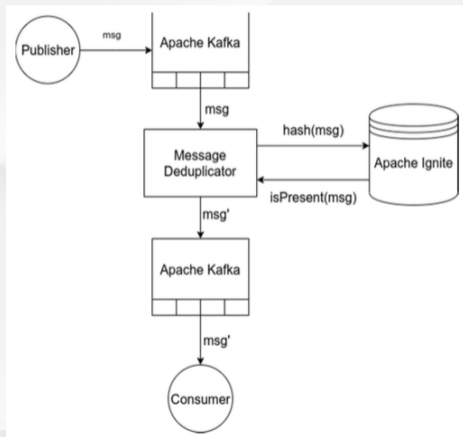 msg
Publisher
Apache Kafka
msg
hash(msg)
Message
Deduplicator
Apache Ignite
isPresent(msg)
msg'
Apache Kafka
msg'
Consumer